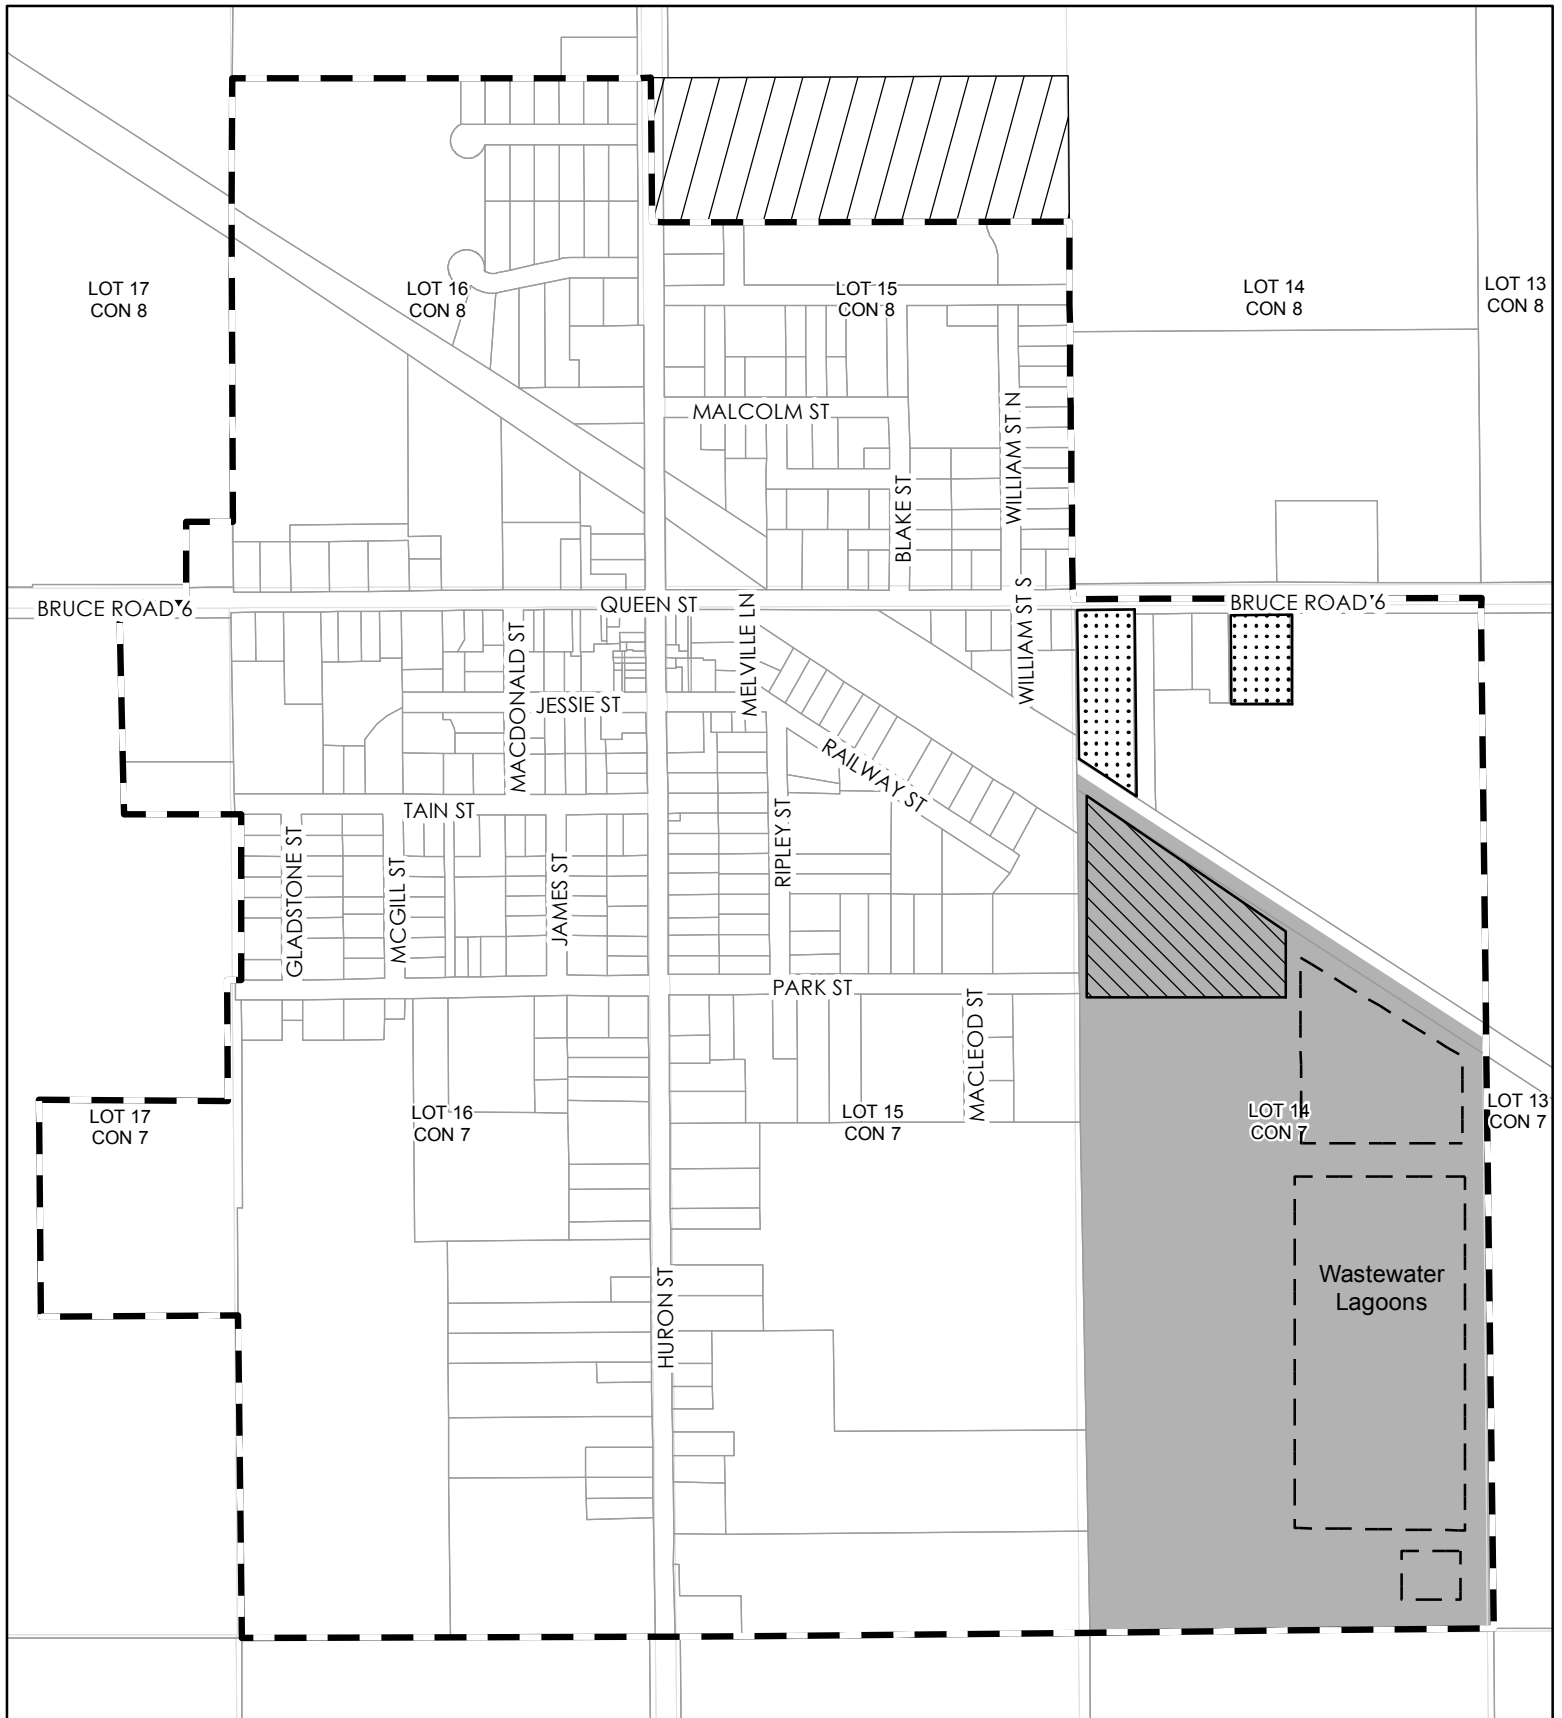 LOT 17
CON 8
LOT 16
CON 8
LOT 15
CON 8
LOT 14
CON 8
LOT 13
CON 8
MALCOLM ST
WILLIAM ST. N
BLAKE ST
BRUCE ROAD 6
QUEEN ST
BRUCE ROAD 6
MELVILLE LN
WILLIAM ST S
MACDONALD ST
JESSIE ST
RAILWAY ST
TAIN ST
RIPLEY ST
GLADSTONE ST
MCGILL ST
JAMES ST
PARK ST
MACLEOD ST
LOT 17
CON 7
LOT 16
CON 7
LOT 15
CON 7
LOT 14
CON 7
LOT 13
CON 7
HURON ST
Wastewater
Lagoons